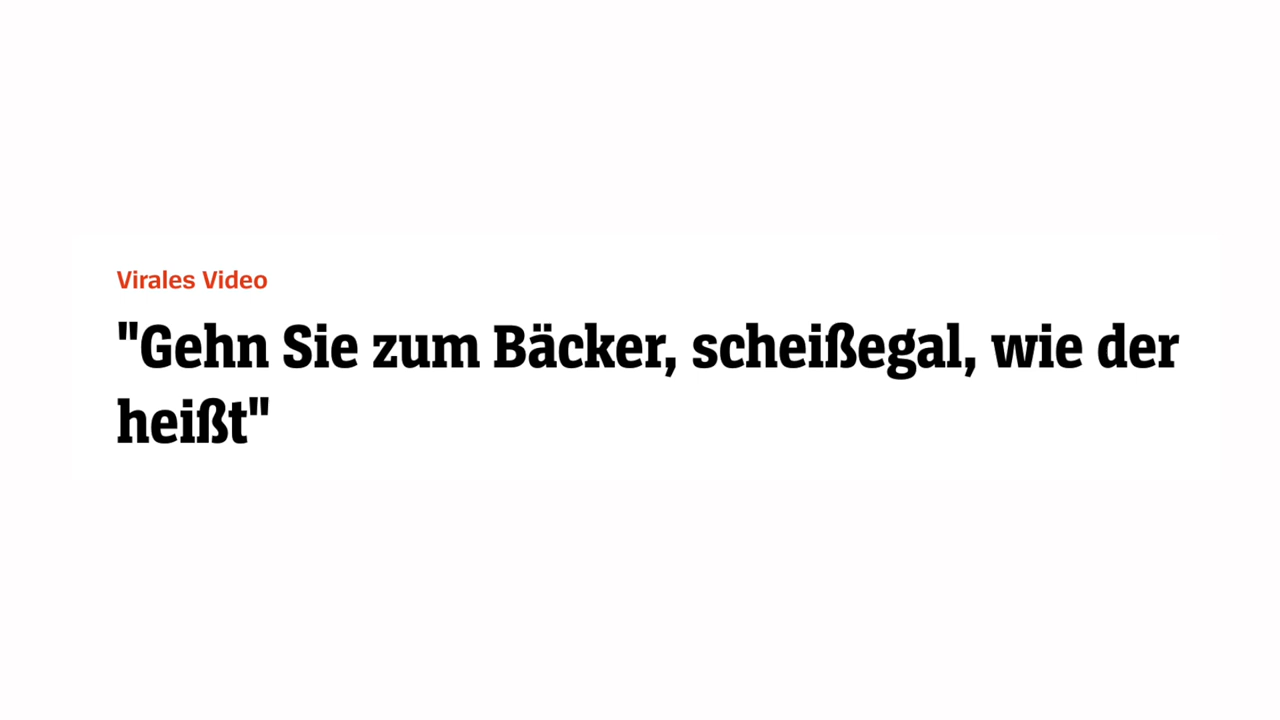 Virales Video
"Gehn Sie zum Bäcker, scheißegal, wie der
heißt"